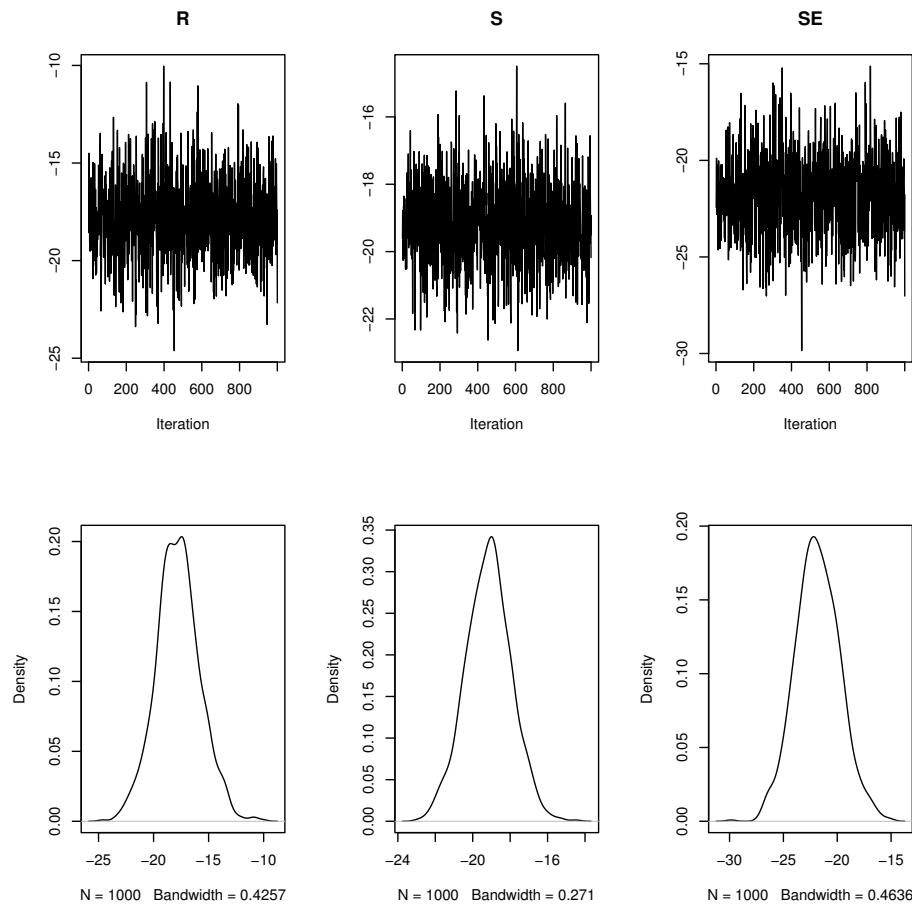 R S SE
−10
−15
−20
−25
0 200 400 600 800
Iteration
−16
−18
−20
−22
0 200 400 600 800
Iteration
−15
−20
−25
−30
0 200 400 600 800
Iteration
Density
0.20
0.15
0.10
0.05
0.00
−25 −20 −15 −10
N = 1000 Bandwidth = 0.4257
Density
0.35
0.30
0.25
0.20
0.15
0.10
0.05
0.00
−24 −20 −16
N = 1000 Bandwidth = 0.271
Density
0.20
0.15
0.10
0.05
0.00
−30 −25 −20 −15
N = 1000 Bandwidth = 0.4636